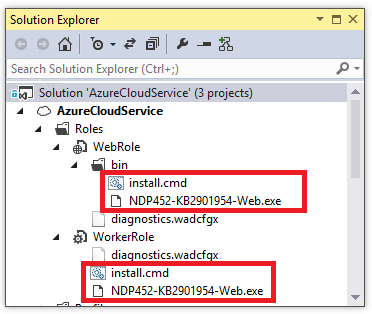 Solution Explorer
Search Solution Explorer (Ctrl+;)
Solution 'AzureCloudService' (3 projects)
AzureCloudService
Roles
WebRole
bin
install.cmd
NDP452-KB2901954-Web.exe
diagnostics.wadcfgx
WorkerRole
diagnostics.wadcfgx
install.cmd
NDP452-KB2901954-Web.exe